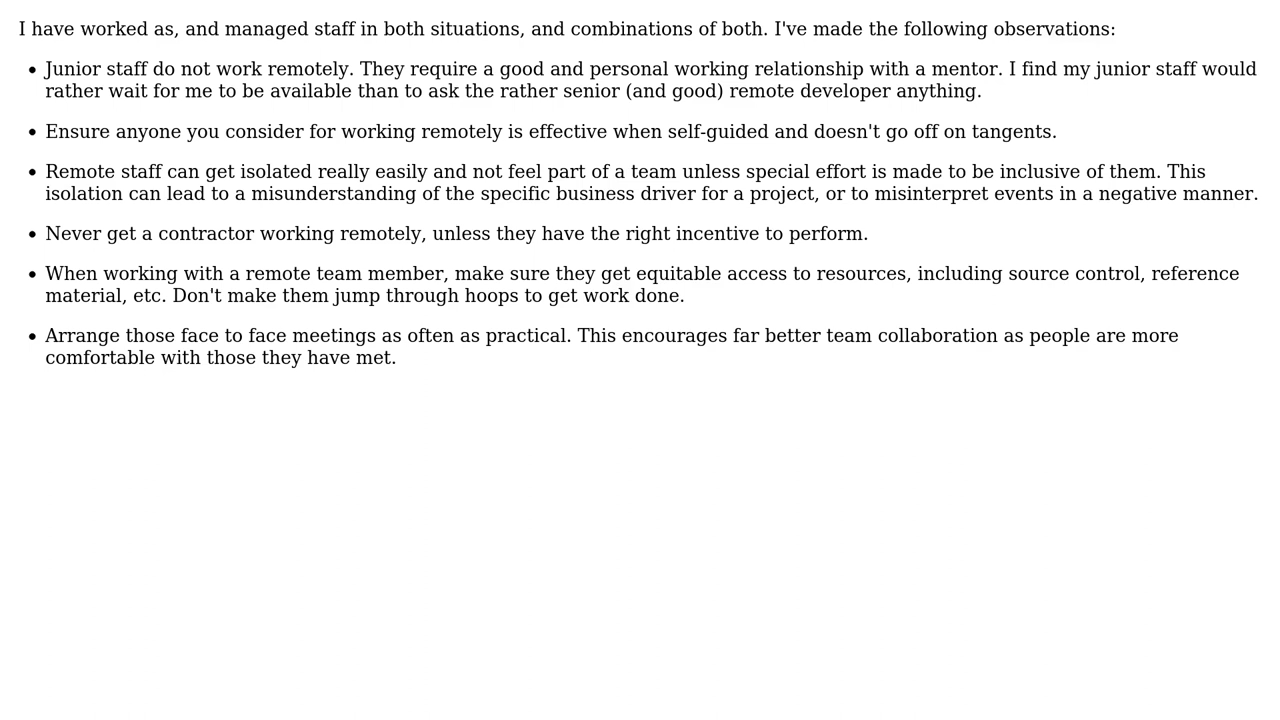 I have worked as, and managed staff in both situations, and combinations of both. I've made the following observations:
• Junior staff do not work remotely. They require a good and personal working relationship with a mentor. I find my junior staff would
rather wait for me to be available than to ask the rather senior (and good) remote developer anything.
• Ensure anyone you consider for working remotely is effective when self-guided and doesn't go off on tangents.
• Remote staff can get isolated really easily and not feel part of a team unless special effort is made to be inclusive of them. This
isolation can lead to a misunderstanding of the specific business driver for a project, or to misinterpret events in a negative manner.
• Never get a contractor working remotely, unless they have the right incentive to perform.
• When working with a remote team member, make sure they get equitable access to resources, including source control, reference
material, etc. Don't make them jump through hoops to get work done.
• Arrange those face to face meetings as often as practical. This encourages far better team collaboration as people are more
comfortable with those they have met.